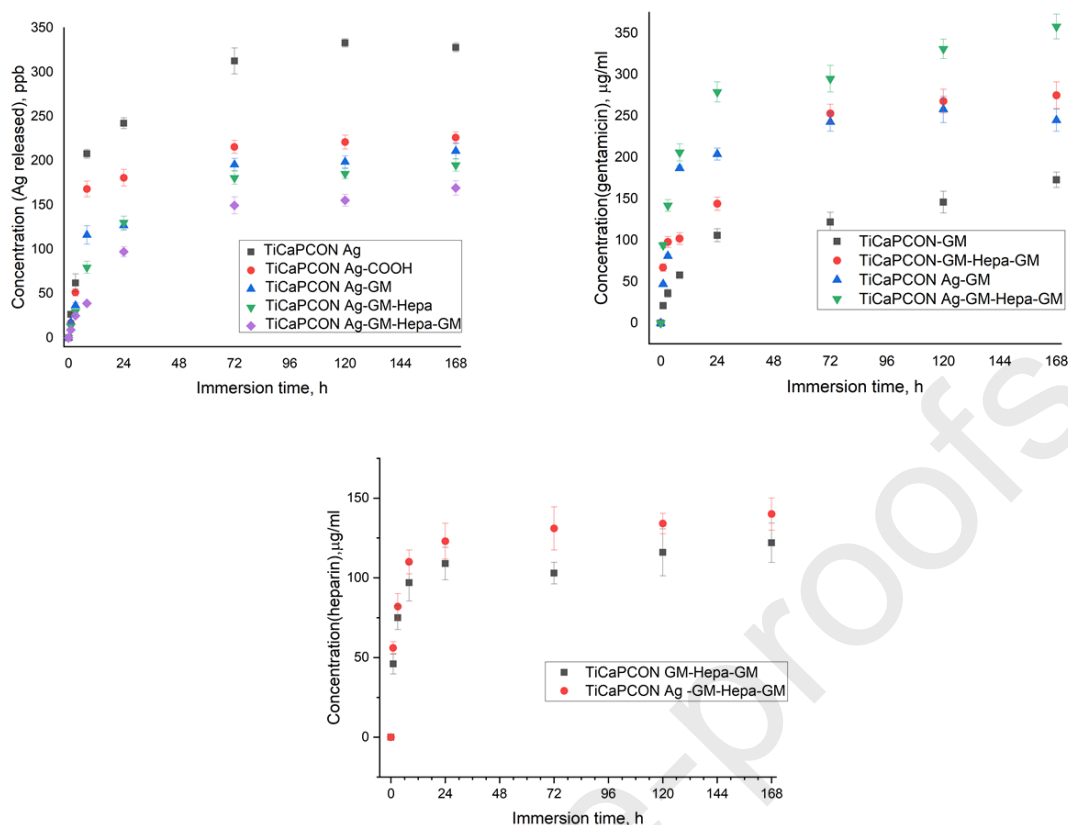 350
300
250
200
150
100
50
0
Concentration (Ag released), ppb
TiCaPCON Ag
TiCaPCON Ag-COOH
TiCaPCON Ag-GM
TiCaPCON Ag-GM-Hepa
TiCaPCON Ag-GM-Hepa-GM
0 24 48 72 96 120 144 168
Immersion time, h
350
300
250
200
150
100
50
0
Concentration(gentamicin), µg/ml
TiCaPCON-GM
TiCaPCON-GM-Hepa-GM
TiCaPCON Ag-GM
TiCaPCON Ag-GM-Hepa-GM
0 24 48 72 96 120 144 168
Immersion time, h
150
100
50
0
Concentration(heparin),µg/ml
TiCaPCON GM-Hepa-GM
TiCaPCON Ag -GM-Hepa-GM
0 24 48 72 96 120 144 168
Immersion time, h
-proofs